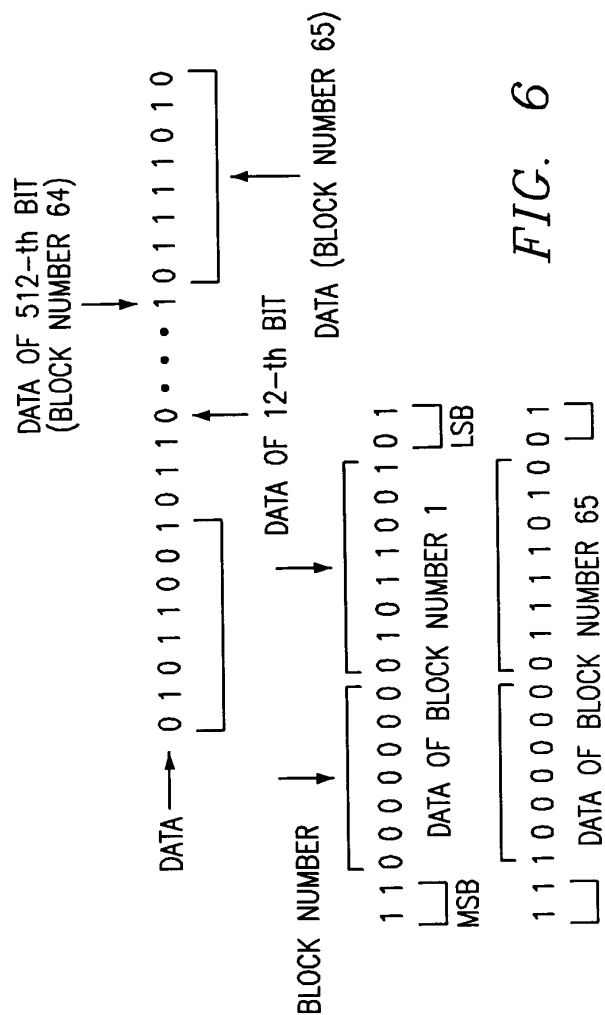 DATA OF 512-th BIT
(BLOCK NUMBER 64)
DATA → 0 1 0 1 1 0 0 1 0 1 1 0 • • • 1 0 1 1 1 1 0 1 0
DATA OF 12-th BIT
DATA (BLOCK NUMBER 65)
BLOCK NUMBER
1 1 0 0 0 0 0 0 0 0 1 0 1 1 0 0 1 0 1
DATA OF BLOCK NUMBER 1
MSB LSB
1 1 1 0 0 0 0 0 0 0 1 1 1 1 0 1 0 0 1
DATA OF BLOCK NUMBER 65
FIG. 6